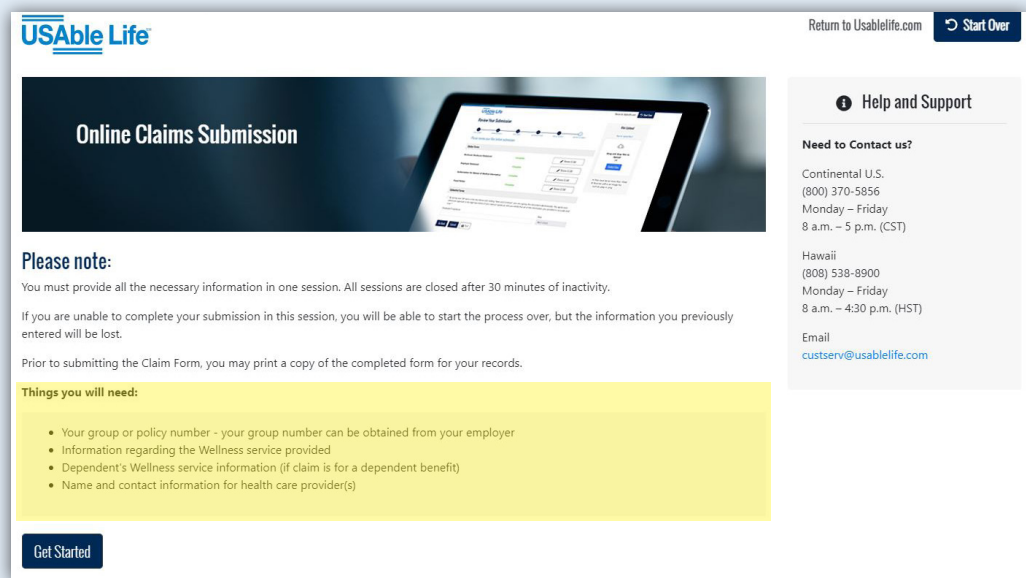 USAble Life
Return to Usablelife.com
Start Over
Online Claims Submission
Help and Support
Need to Contact us?
Continental U.S.
(800) 370-5856
Monday – Friday
8 a.m. – 5 p.m. (CST)
Hawaii
(808) 538-8900
Monday – Friday
8 a.m. – 4:30 p.m. (HST)
Email
custserv@usablelife.com
Please note:
You must provide all the necessary information in one session. All sessions are closed after 30 minutes of inactivity.
If you are unable to complete your submission in this session, you will be able to start the process over, but the information you previously
entered will be lost.
Prior to submitting the Claim Form, you may print a copy of the completed form for your records.
Things you will need:
• Your group or policy number - your group number can be obtained from your employer
• Information regarding the Wellness service provided
• Dependent's Wellness service information (if claim is for a dependent benefit)
• Name and contact information for health care provider(s)
Get Started